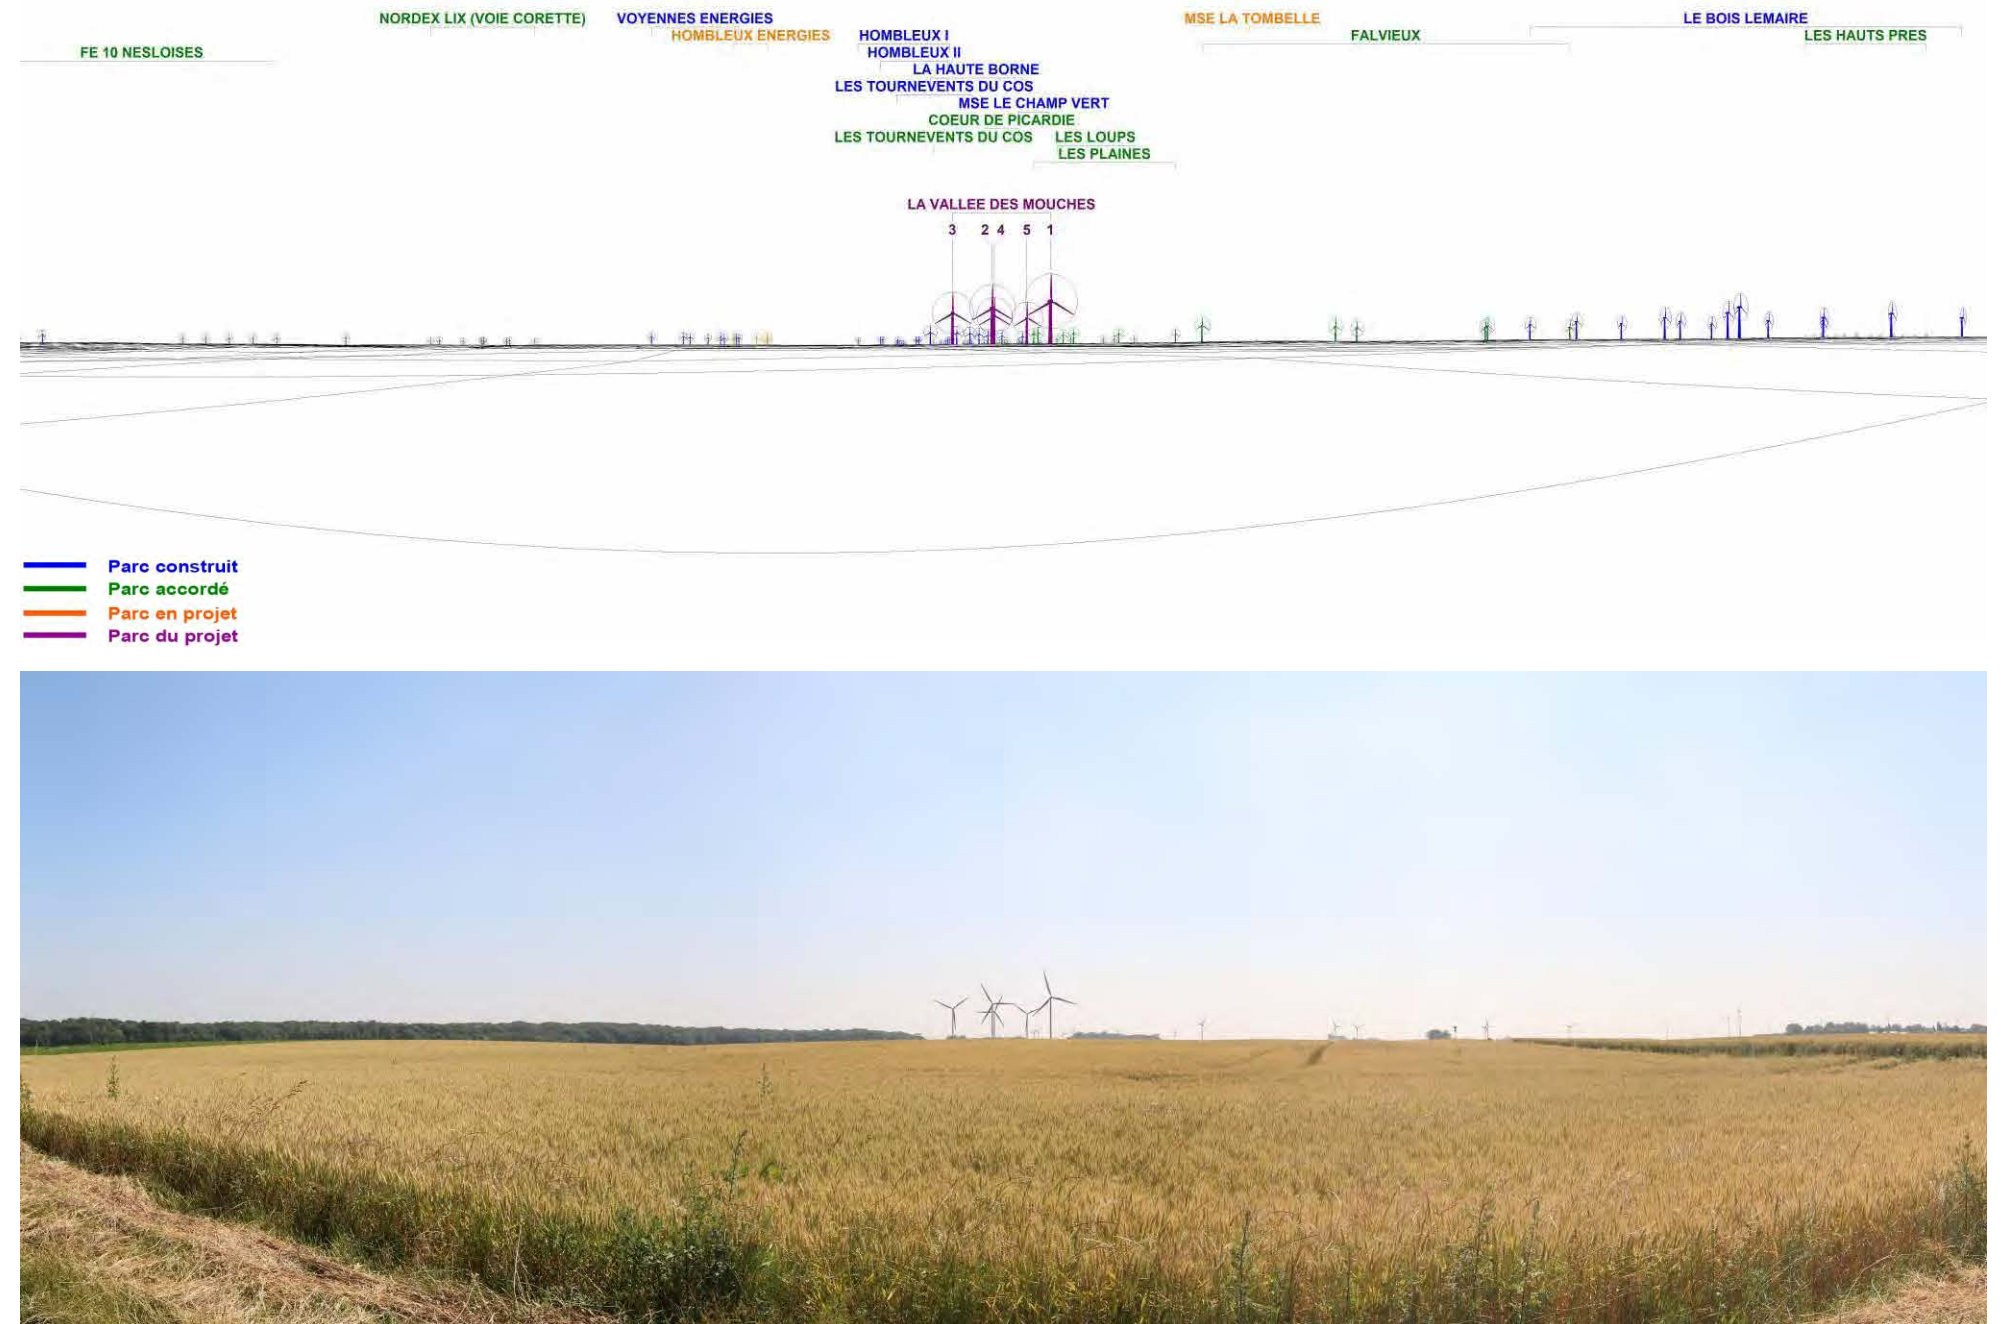 NORDEX LIX (VOIE CORETTE) VOYENNES ENERGIES MSE LA TOMBELLE LE BOIS LEMAIRE
HOMBLEUX ENERGIES HOMBLEUX I FALVIEUX LES HAUTS PRES
FE 10 NESLOISES HOMBLEUX II
LA HAUTE BORNE
LES TOURNEVENTS DU COS
MSE LE CHAMP VERT
COEUR DE PICARDIE
LES TOURNEVENTS DU COS LES LOUPS
LES PLAINES
LA VALLEE DES MOUCHES
3 2 4 5 1
Parc construit
Parc accordé
Parc en projet
Parc du projet